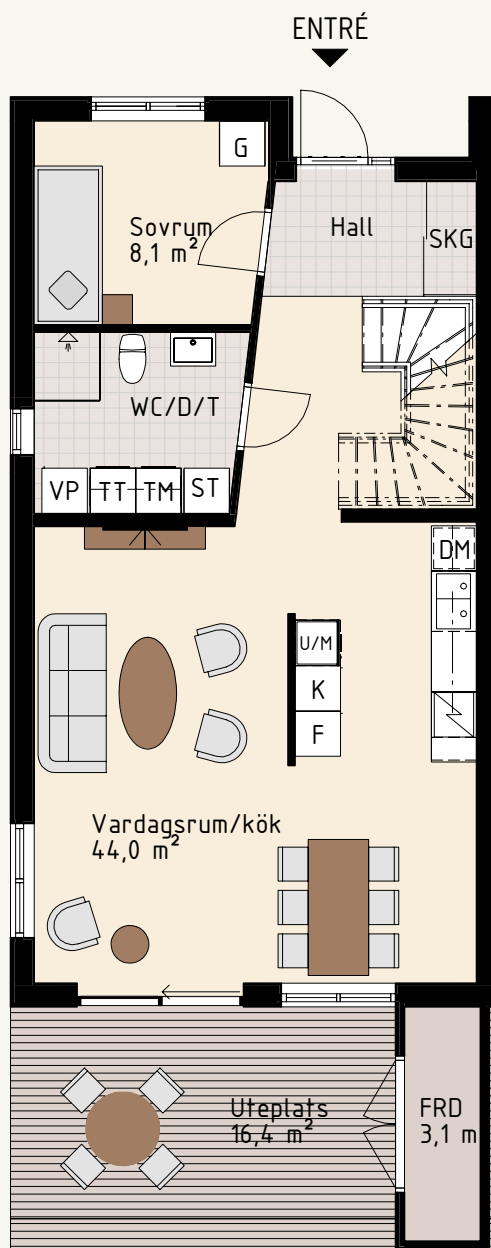 ENTRÉ
G
Sovrum
8,1 m²
Hall
SKG
WC/D/T
VP
TT
TM
ST
DM
U/M
K
F
Vardagsrum/kök
44,0 m²
Uteplats
16,4 m²
FRD
3,1 m